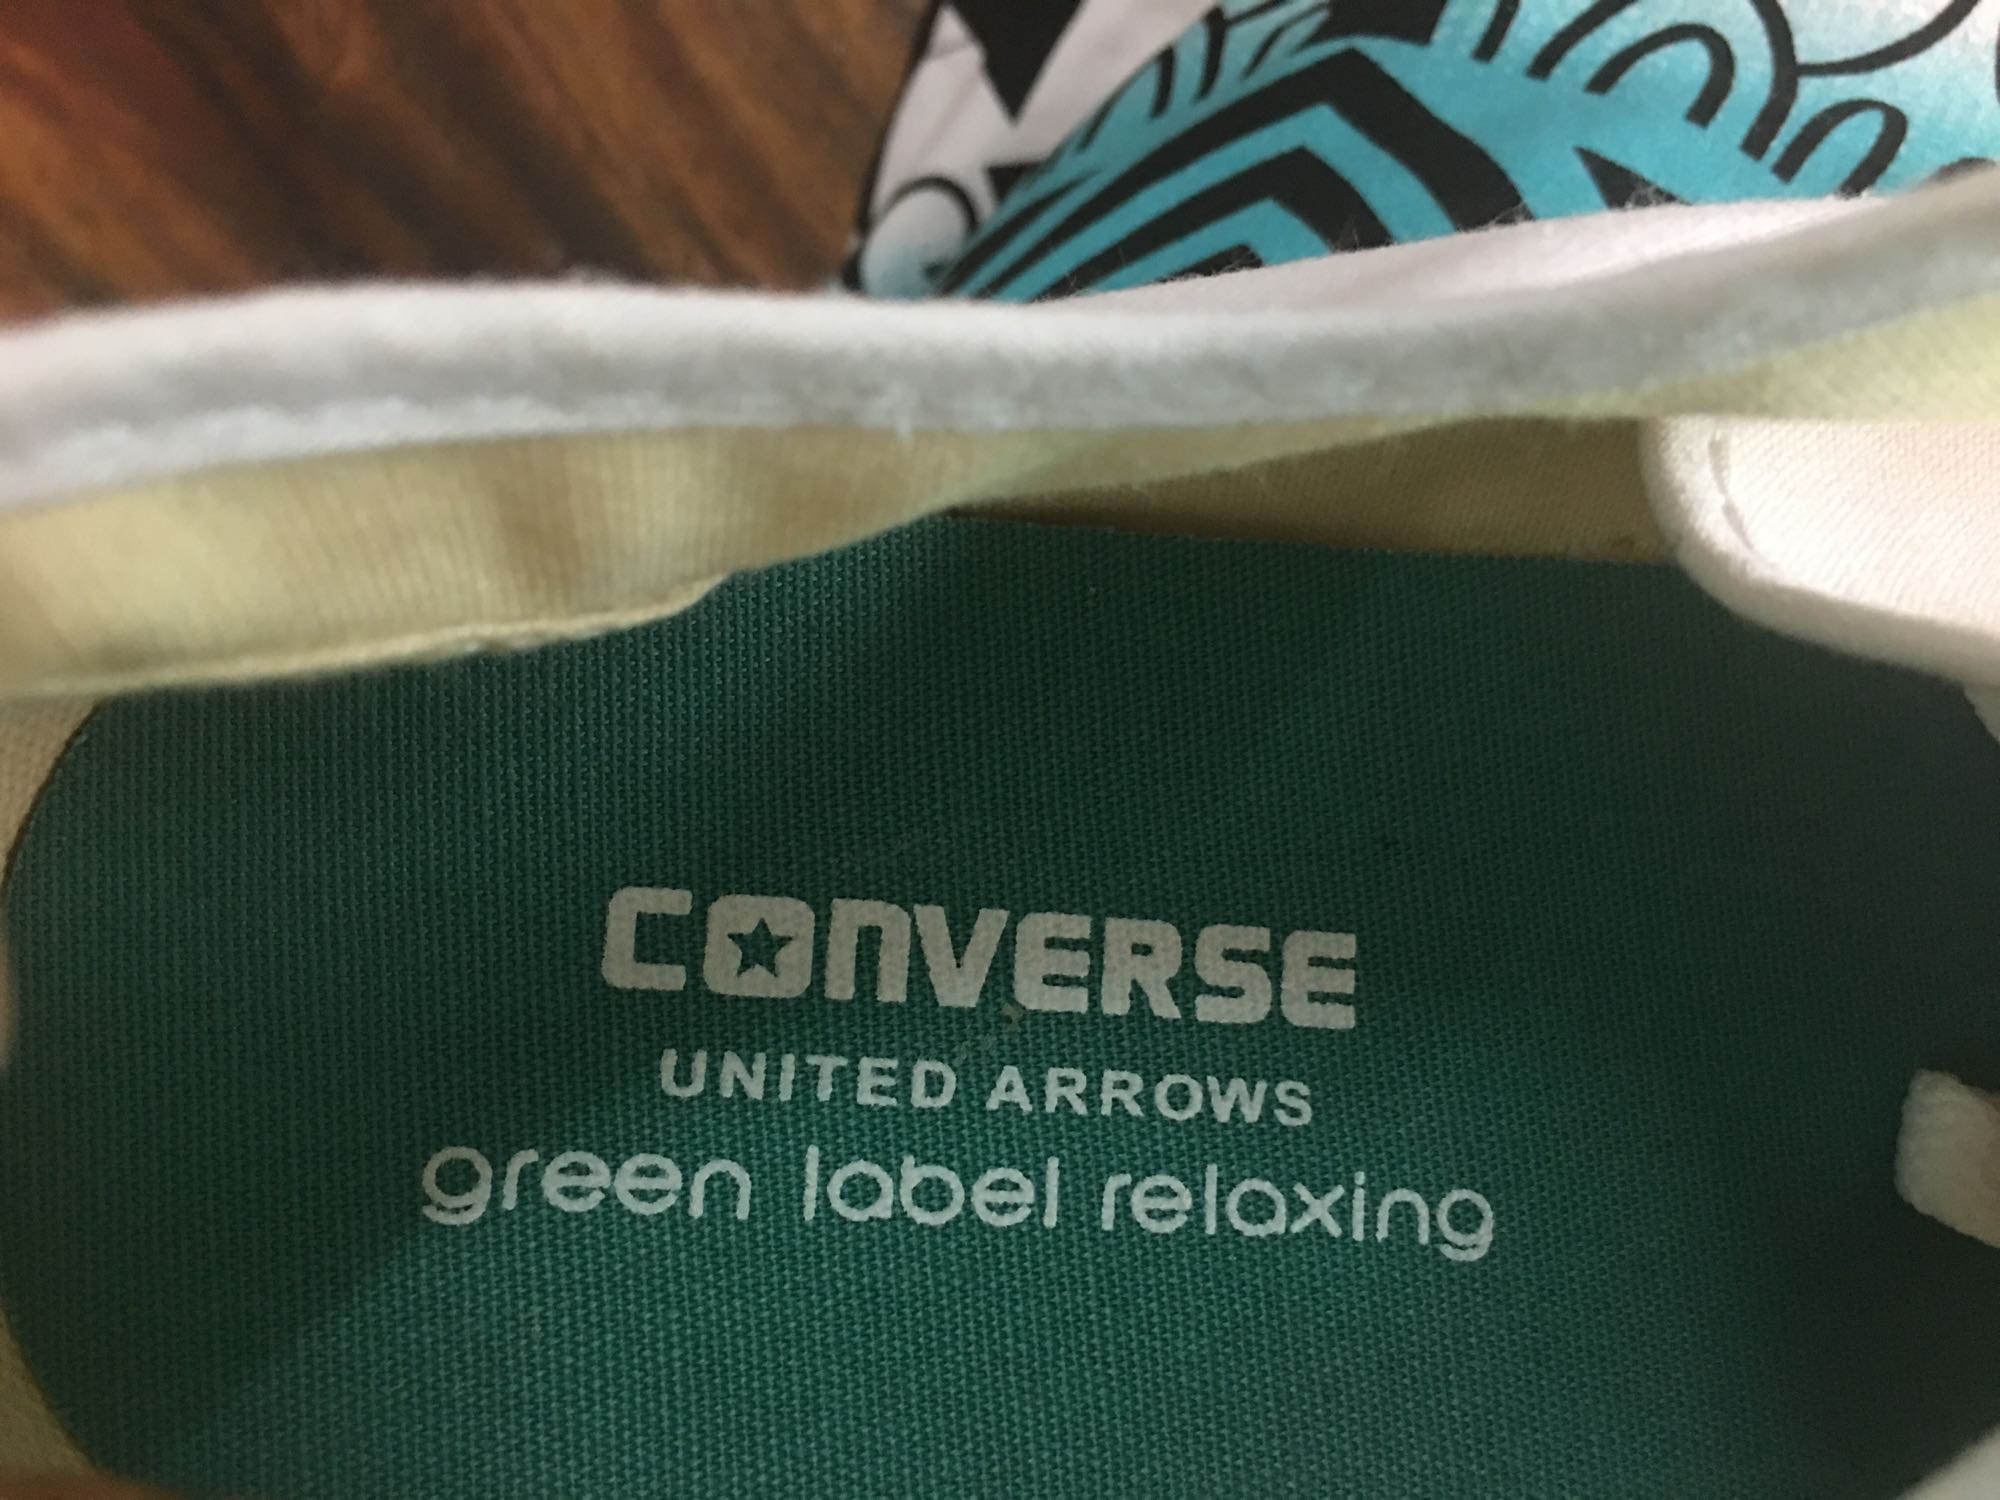 CONVERSE
UNITED ARROWS
green label relaxing